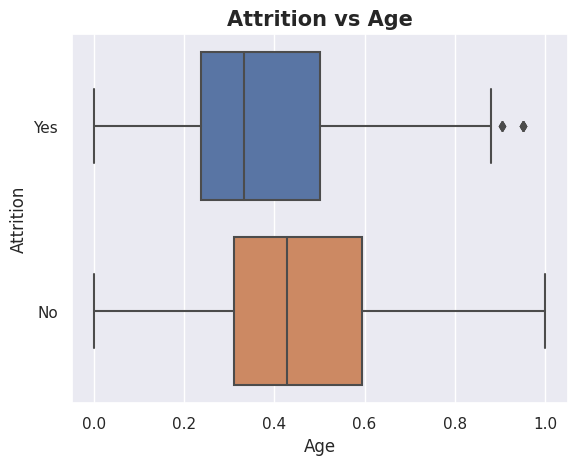 Attrition vs Age
Yes
No
Attrition
0.0 0.2 0.4 0.6 0.8 1.0
Age